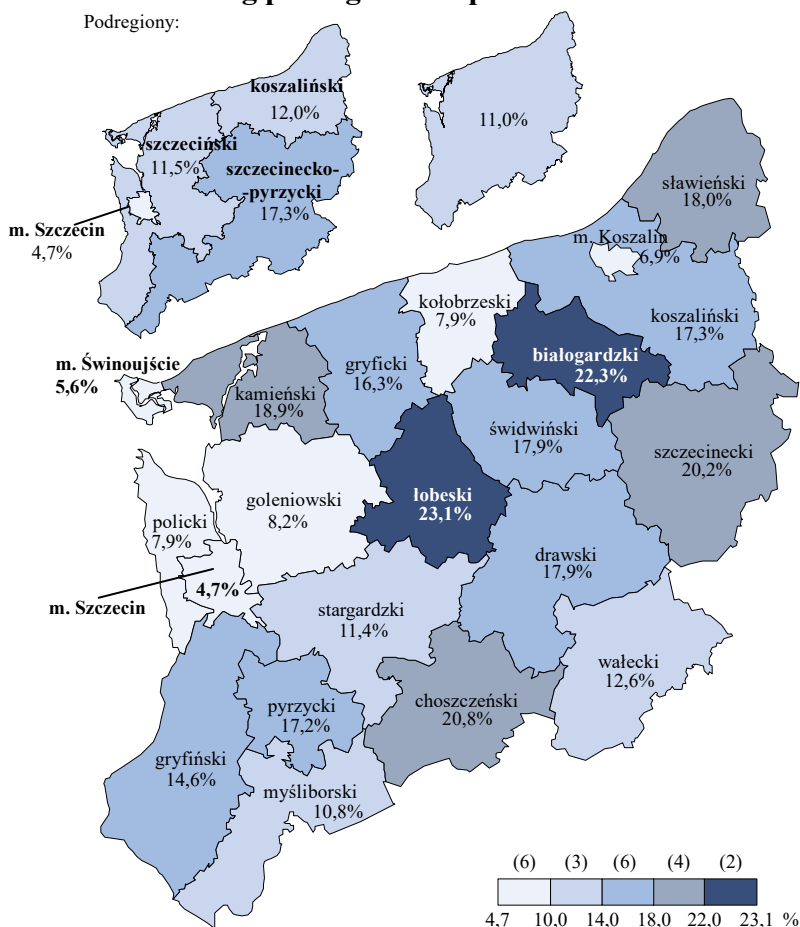 Podregiony:
koszaliński
12,0%
11,0%
szczeciński
11,5%
szczecinecko-
-pyrzycki
17,3%
m. Szczecin
4,7%
sławieński
18,0%
m. Koszalin
6,9%
kołobrzeski
7,9%
koszaliński
17,3%
białogardzki
22,3%
m. Świnoujście
5,6%
gryficki
16,3%
kamieński
18,9%
świdwiński
17,9%
szczecinecki
20,2%
goleniowski
8,2%
łobeski
23,1%
policki
7,9%
drawski
17,9%
4,7%
m. Szczecin
stargardzki
11,4%
wałecki
12,6%
choszczeński
20,8%
pyrzycki
17,2%
gryfiński
14,6%
myśliborski
10,8%
(6) (3) (6) (4) (2)
4,7 10,0 14,0 18,0 22,0 23,1 %